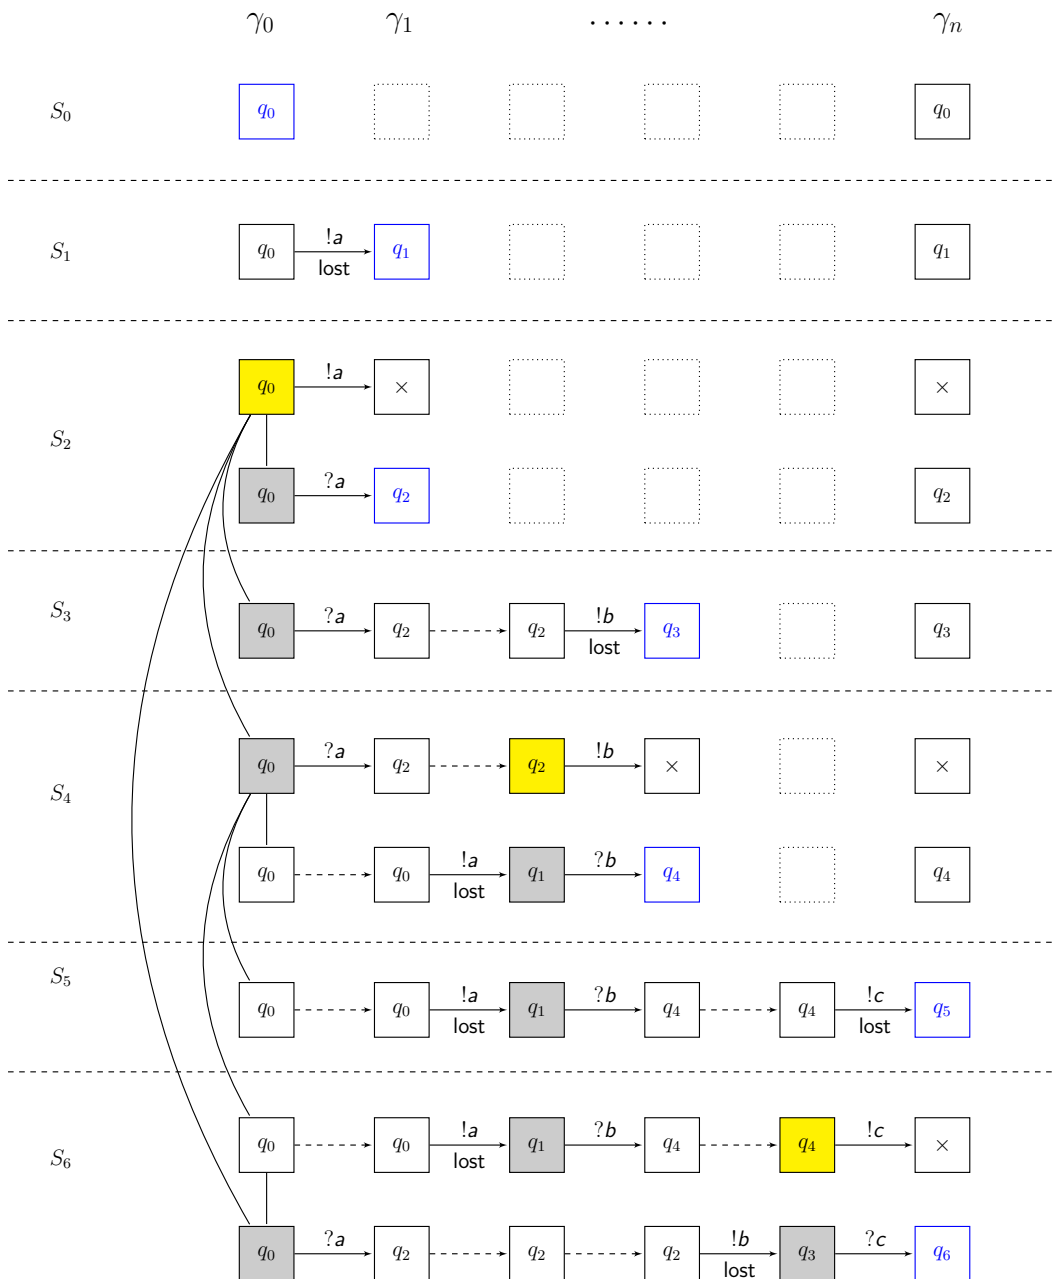 γ₀ γ₁ ⋯⋯ γₙ
S₀ q₀ q₀
!a
S₁ q₀ q₁ q₁
lost
!a
q₀ × ×
S₂
?a
q₀ q₂ q₂
S₃
?a !b
q₀ q₂ q₂ q₃ q₃
lost
?a !b
q₀ q₂ q₂ × ×
S₄
!a ?b
q₀ q₀ q₁ q₄ q₄
lost
S₅
!a ?b !c
q₀ q₀ q₁ q₄ q₄ q₅
lost lost
!a ?b !c
q₀ q₀ q₁ q₄ q₄ ×
lost
S₆
?a !b ?c
q₀ q₂ q₂ q₂ q₃ q₆
lost